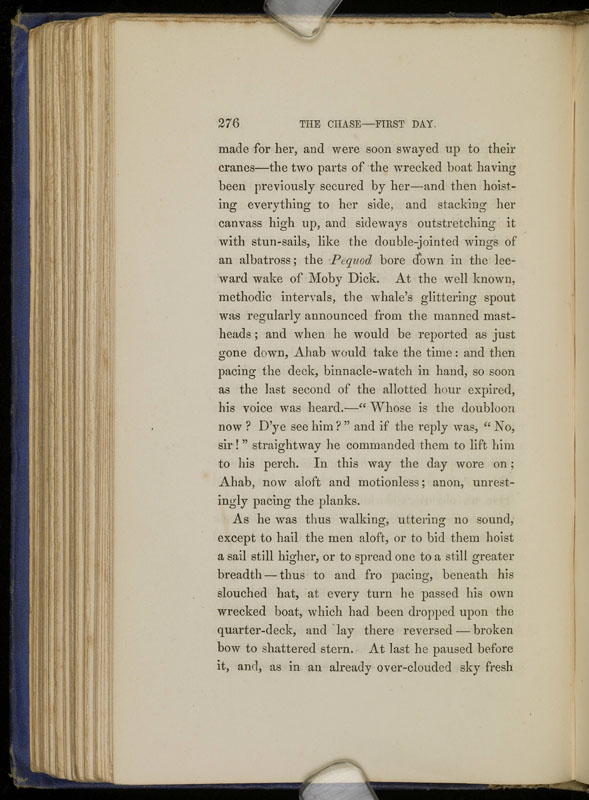 276 THE CHASE—FIRST DAY.
made for her, and were soon swayed up to their
cranes—the two parts of the wrecked boat having
been previously secured by her—and then hoist-
ing everything to her side, and stacking her
canvass high up, and sideways outstretching it
with stun-sails, like the double-jointed wings of
an albatross; the Pequod bore down in the lee-
ward wake of Moby Dick. At the well known,
methodic intervals, the whale's glittering spout
was regularly announced from the manned mast-
heads; and when he would be reported as just
gone down, Ahab would take the time: and then
pacing the deck, binnacle-watch in hand, so soon
as the last second of the allotted hour expired,
his voice was heard.—“Whose is the doubloon
now? D'ye see him?” and if the reply was, “No,
sir!” straightway he commanded them to lift him
to his perch. In this way the day wore on;
Ahab, now aloft and motionless; anon, unrest-
ingly pacing the planks.
As he was thus walking, uttering no sound,
except to hail the men aloft, or to bid them hoist
a sail still higher, or to spread one to a still greater
breadth—thus to and fro pacing, beneath his
slouched hat, at every turn he passed his own
wrecked boat, which had been dropped upon the
quarter-deck, and lay there reversed—broken
bow to shattered stern. At last he paused before
it, and, as in an already over-clouded sky fresh